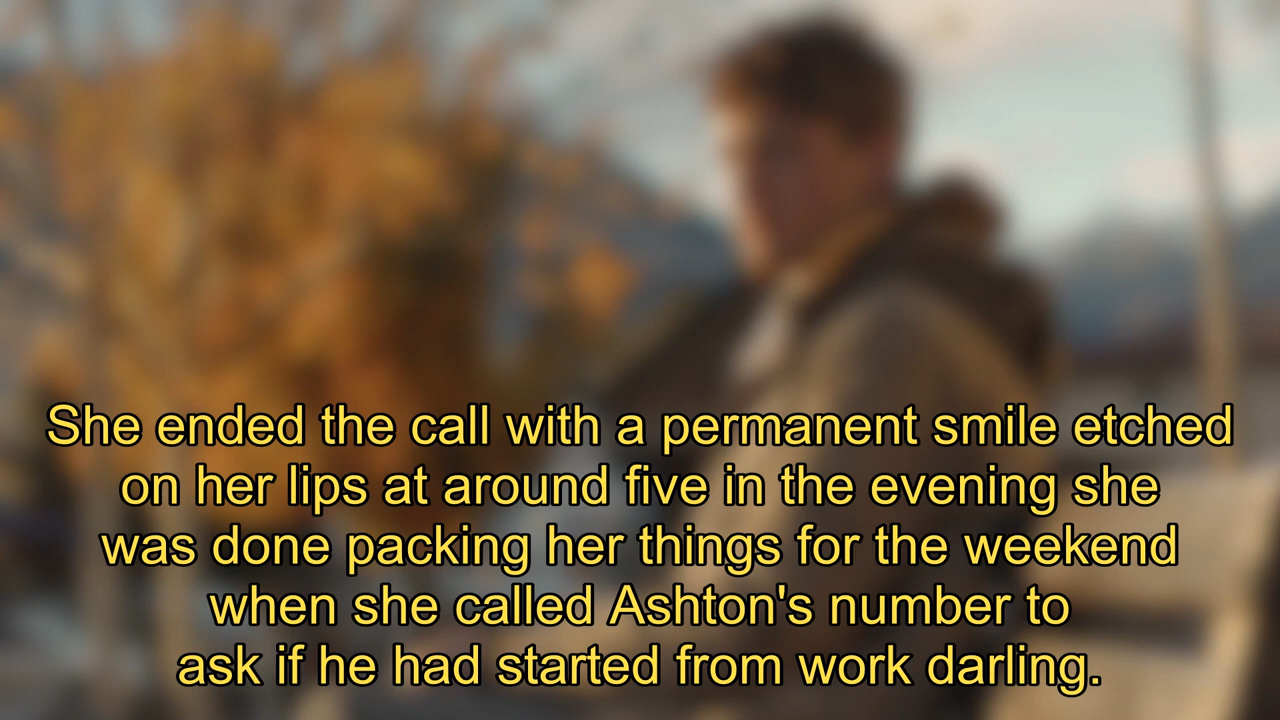 She ended the call with a permanent smile etched
on her lips at around five in the evening she
was done packing her things for the weekend
when she called Ashton's number to
ask if he had started from work darling.